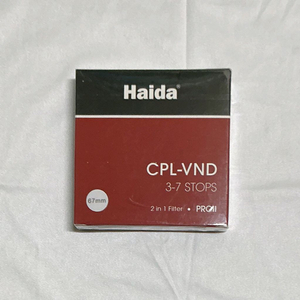 Haida®
CPL-VND
3-7 STOPS
67mm
2 in 1 Filter • PROII